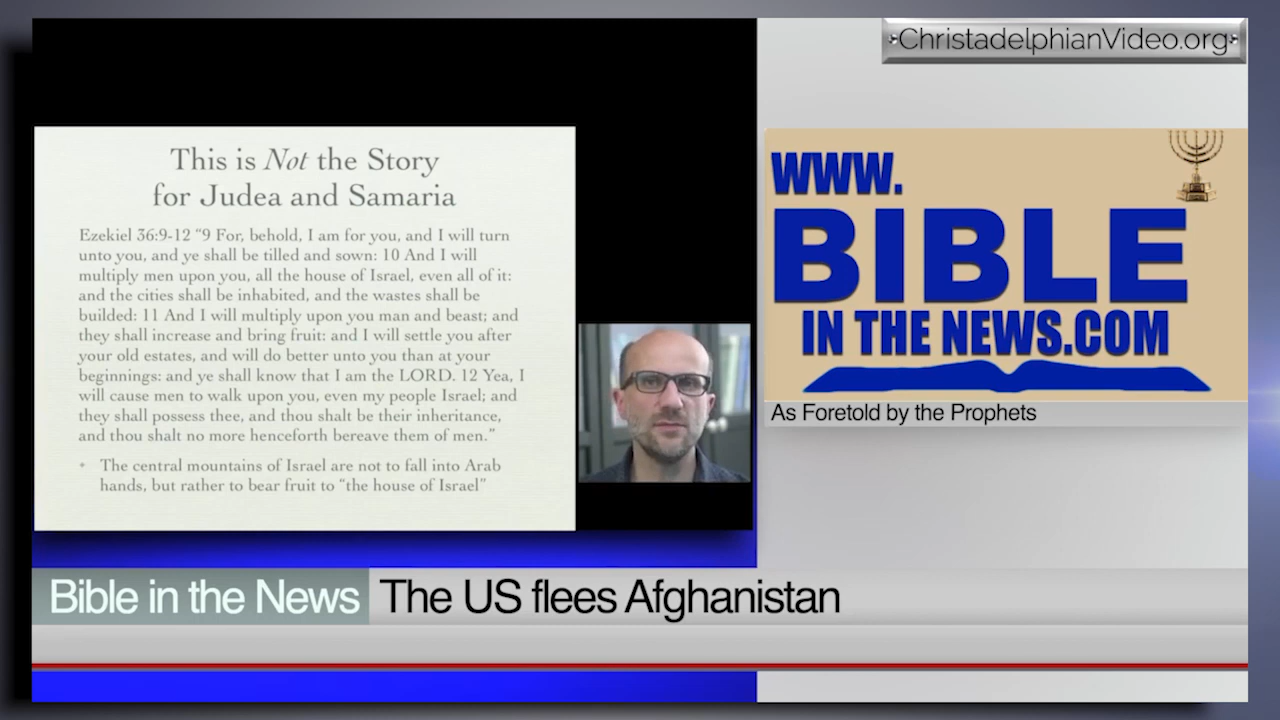 ChristadelphianVideo.org
This is Not the Story
for Judea and Samaria
Ezekiel 36:9-12 “9 For, behold, I am for you, and I will turn
unto you, and ye shall be tilled and sown: 10 And I will
multiply men upon you, all the house of Israel, even all of it:
and the cities shall be inhabited, and the wastes shall be
builded: 11 And I will multiply upon you man and beast; and
they shall increase and bring fruit: and I will settle you after
your old estates, and will do better unto you than at your
beginnings: and ye shall know that I am the LORD. 12 Yea, I
will cause men to walk upon you, even my people Israel; and
they shall possess thee, and thou shalt be their inheritance,
and thou shalt no more henceforth bereave them of men.”
+ The central mountains of Israel are not to fall into Arab
hands, but rather to bear fruit to “the house of Israel”
WWW.
BIBLE
IN THE NEWS.COM
As Foretold by the Prophets
Bible in the News The US flees Afghanistan